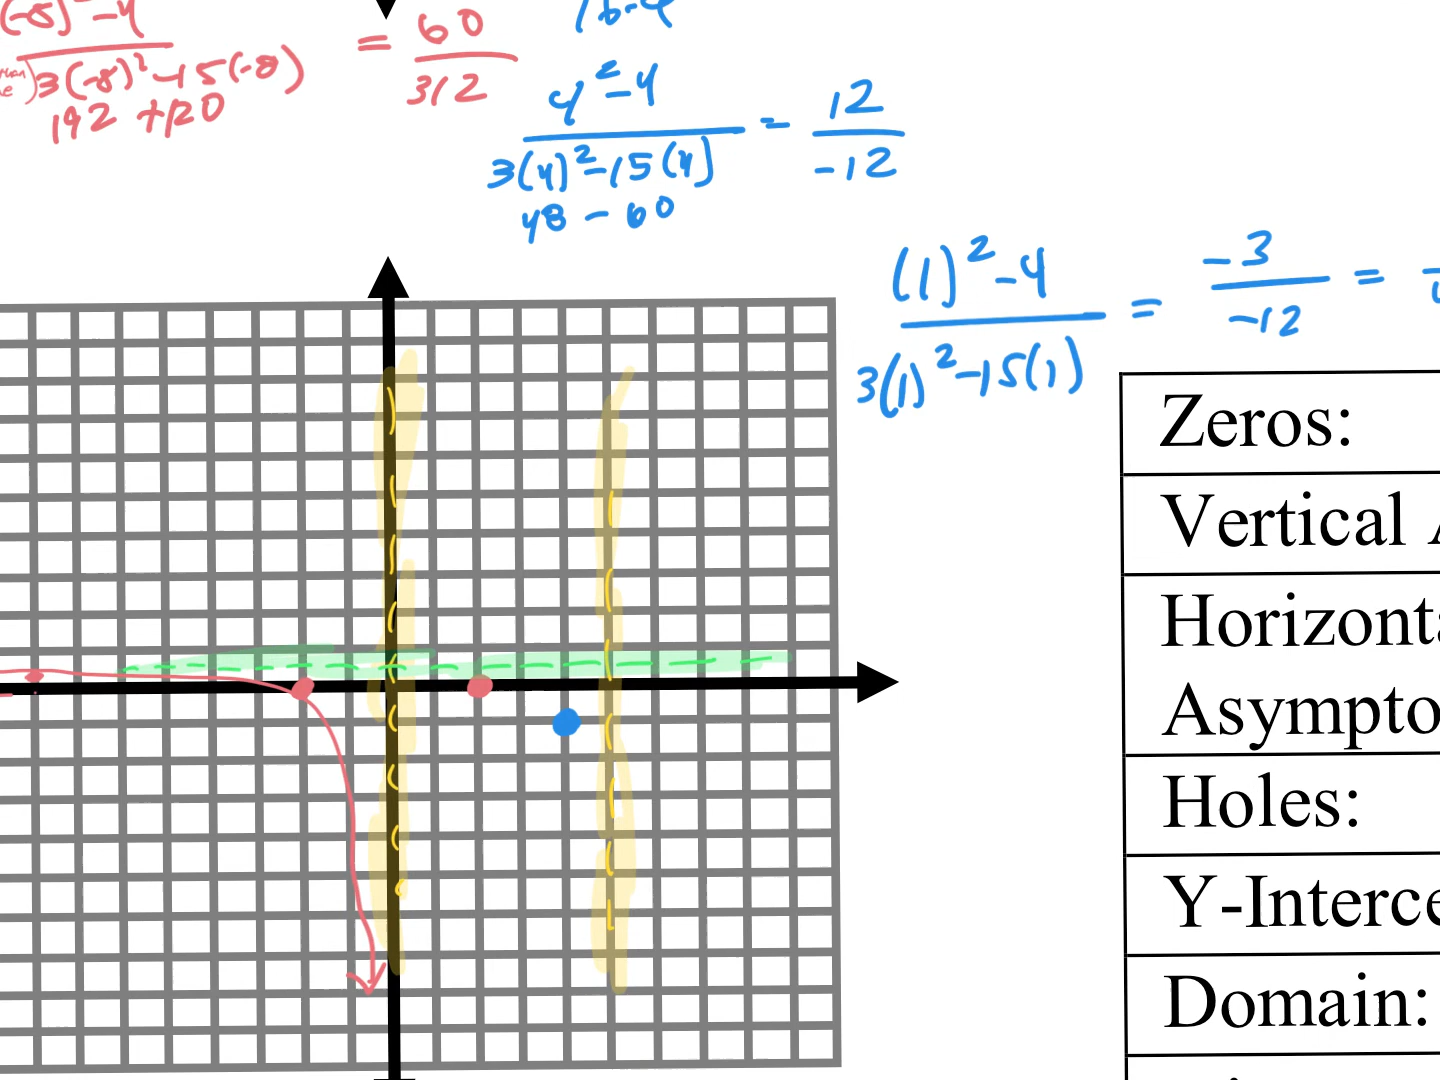 (-8)² -4
3(-8)² -15(-8) = 60/312
192 +120
16-4
4² -4 / 3(4)² -15(4) = 12/-12
48 - 60
(1)² -4 / 3(1)² -15(1) = -3/-12 =
Zeros:
Vertical
Horizont
Asympto
Holes:
Y-Interce
Domain: